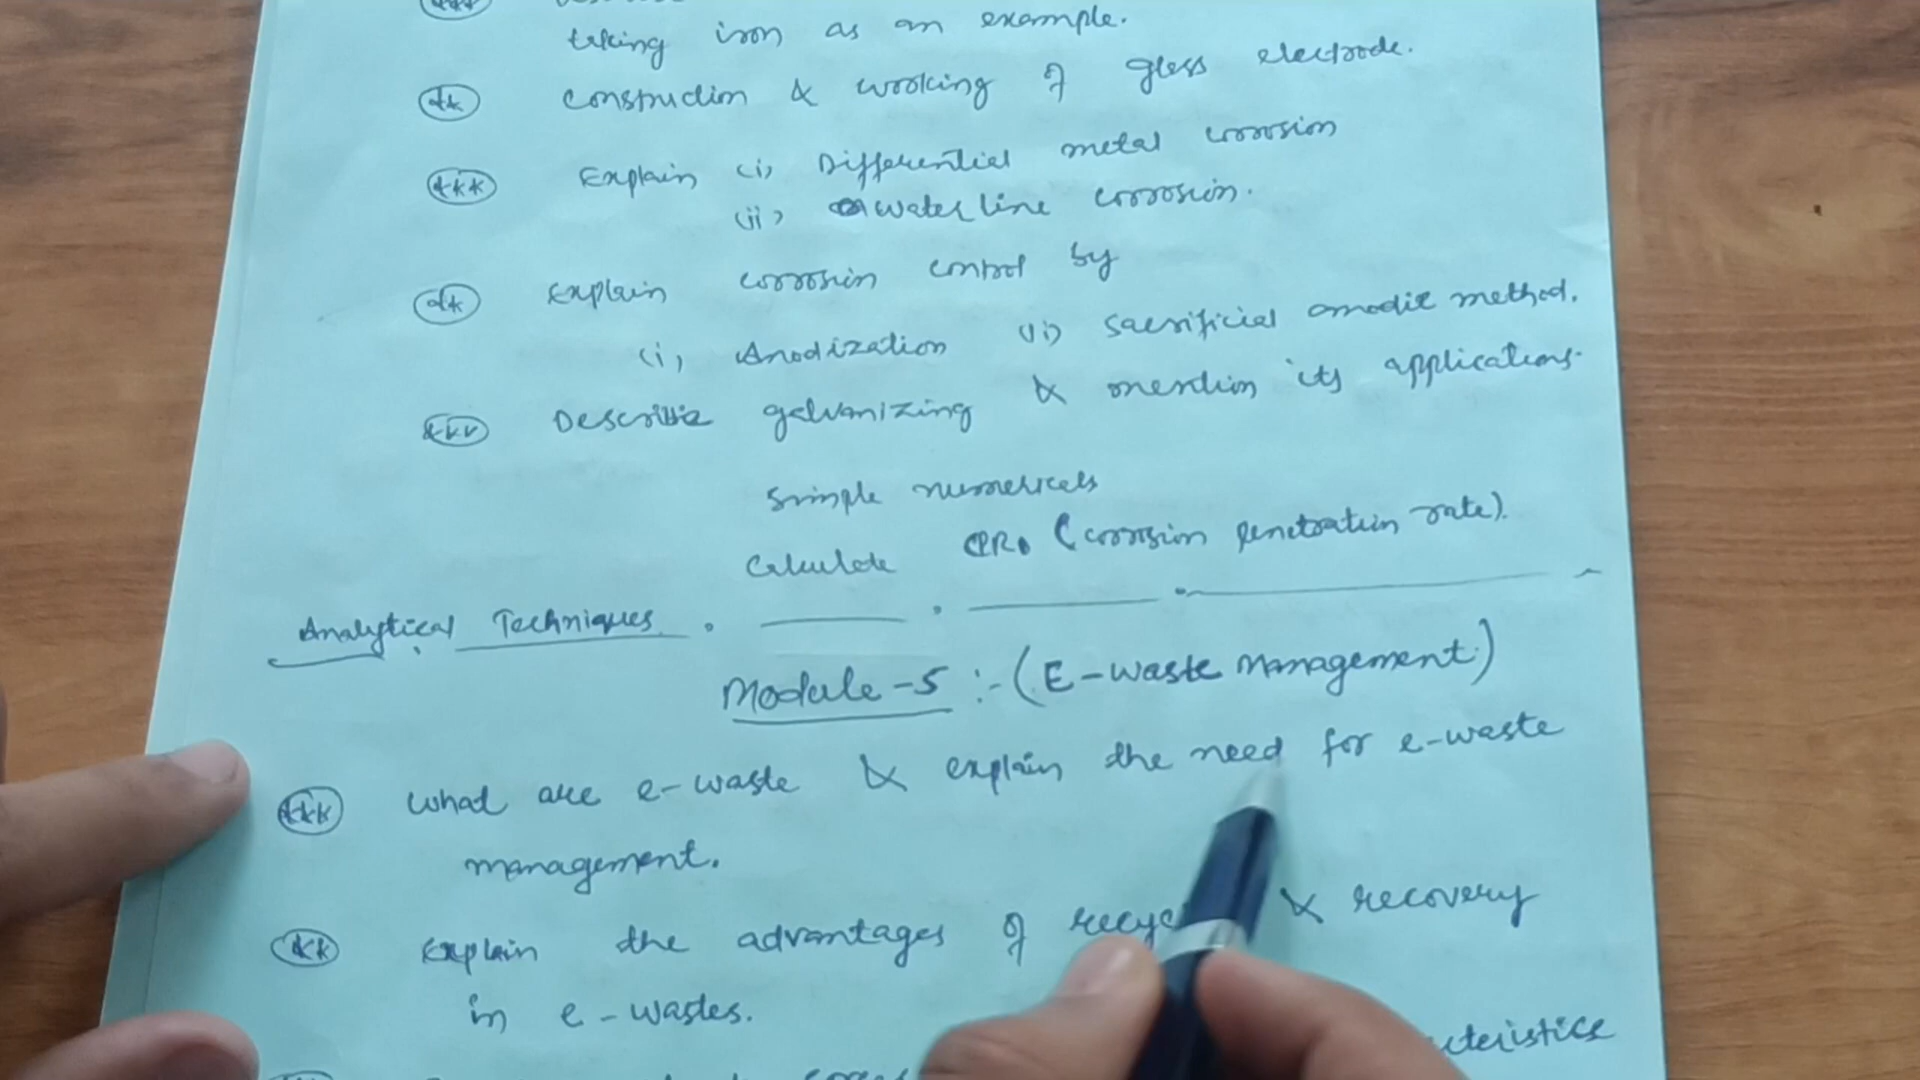 taking iron as an example.
** Construction & working of glass electrode.
*** Explain (i) Differential metal corrosion
(ii) water line corrosion.
** Explain corrosion control by
(i) Anodization (ii) sacrificial anodic method.
*** Describe galvanizing & mention its applications.
Simple numericals
Calculate CPR. (corrosion penetration rate).
Analytical Techniques.
Module-5 :- (E-waste Management)
*** What are e-waste & explain the need for e-waste
management.
** Explain the advantages of & recovery
in e-wastes.